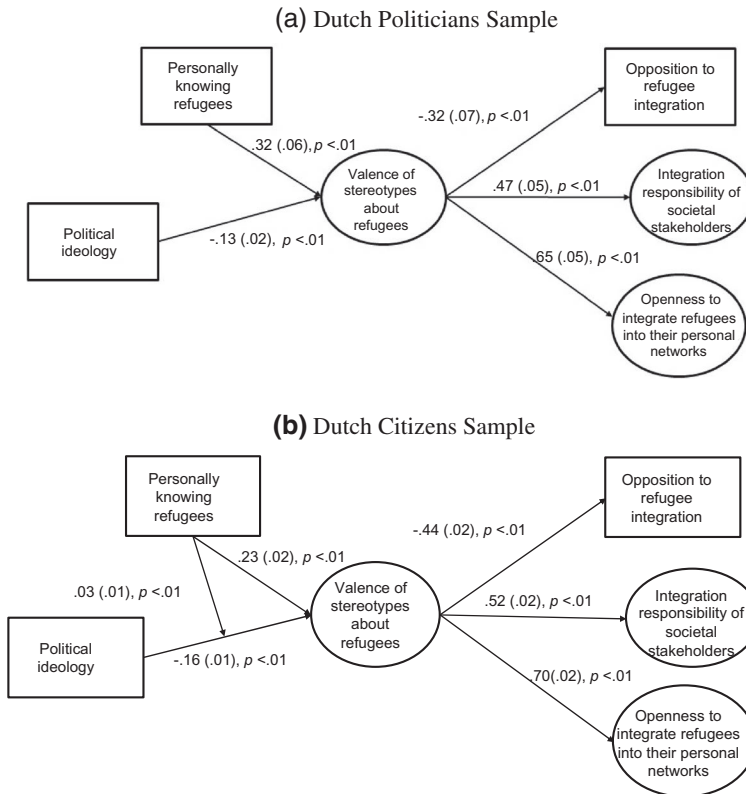 (a) Dutch Politicians Sample
Personally
knowing
refugees
Opposition to
refugee
integration
-.32 (.07), p <.01
.32 (.06), p <.01
Valence of
stereotypes
about
refugees
.47 (.05), p <.01
Integration
responsibility of
societal
stakeholders
Political
ideology
-.13 (.02), p <.01
.65 (.05), p <.01
Openness to
integrate refugees
into their personal
networks
(b) Dutch Citizens Sample
Personally
knowing
refugees
Opposition to
refugee
integration
-.44 (.02), p <.01
.23 (.02), p <.01
.03 (.01), p <.01
Valence of
stereotypes
about
refugees
.52 (.02), p <.01
Integration
responsibility of
societal
stakeholders
Political
ideology
-.16 (.01), p <.01
.70(.02), p <.01
Openness to
integrate refugees
into their personal
networks